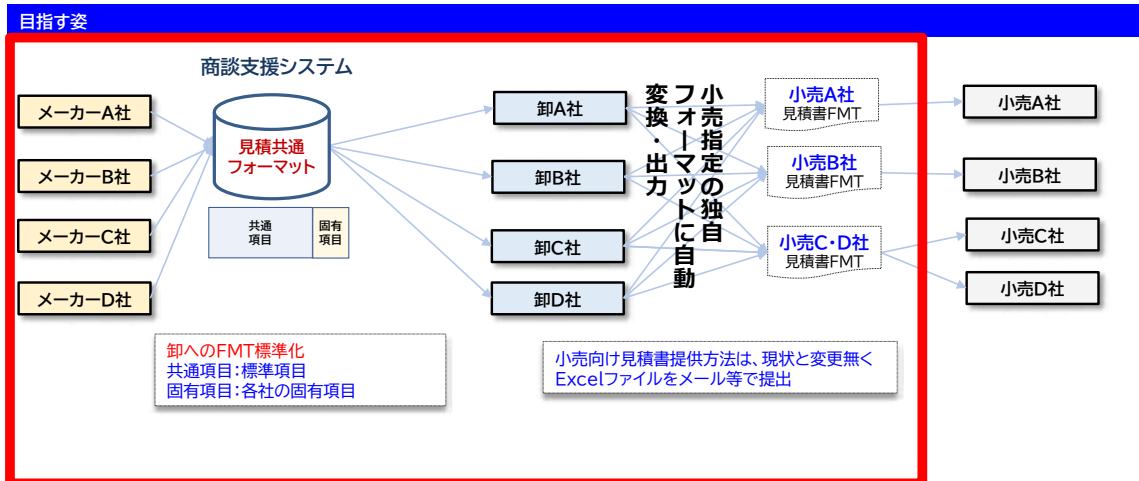 目指す姿
商談支援システム
メーカーA社
メーカーB社
メーカーC社
メーカーD社
見積共通
フォーマット
共通
項目
固有
項目
卸A社
卸B社
卸C社
卸D社
小売指定の独自
フォーマットに自動
変換・出力
小売A社
見積書FMT
小売B社
見積書FMT
小売C・D社
見積書FMT
小売A社
小売B社
小売C社
小売D社
卸へのFMT標準化
共通項目:標準項目
固有項目:各社の固有項目
小売向け見積書提供方法は、現状と変更無く
Excelファイルをメール等で提出